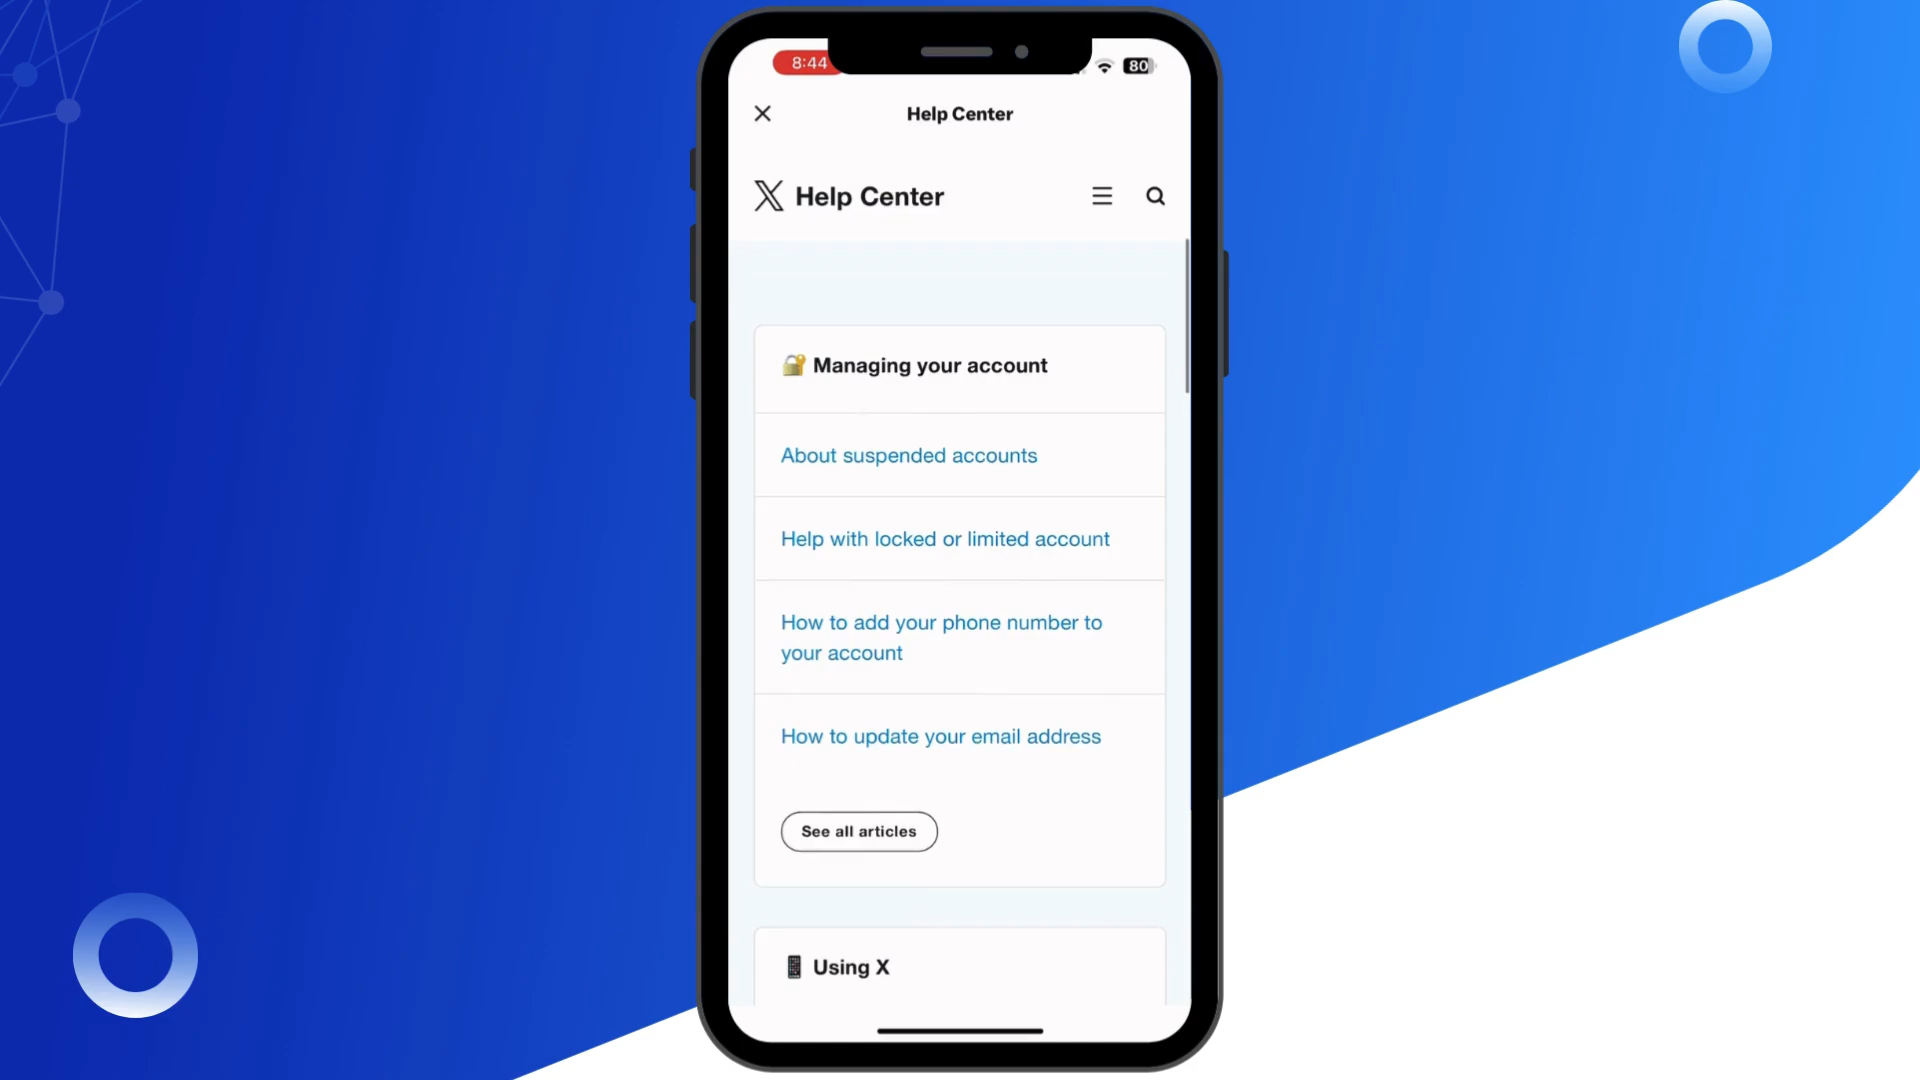 8:44
80
Help Center
Help Center
Managing your account
About suspended accounts
Help with locked or limited account
How to add your phone number to
your account
How to update your email address
See all articles
Using X